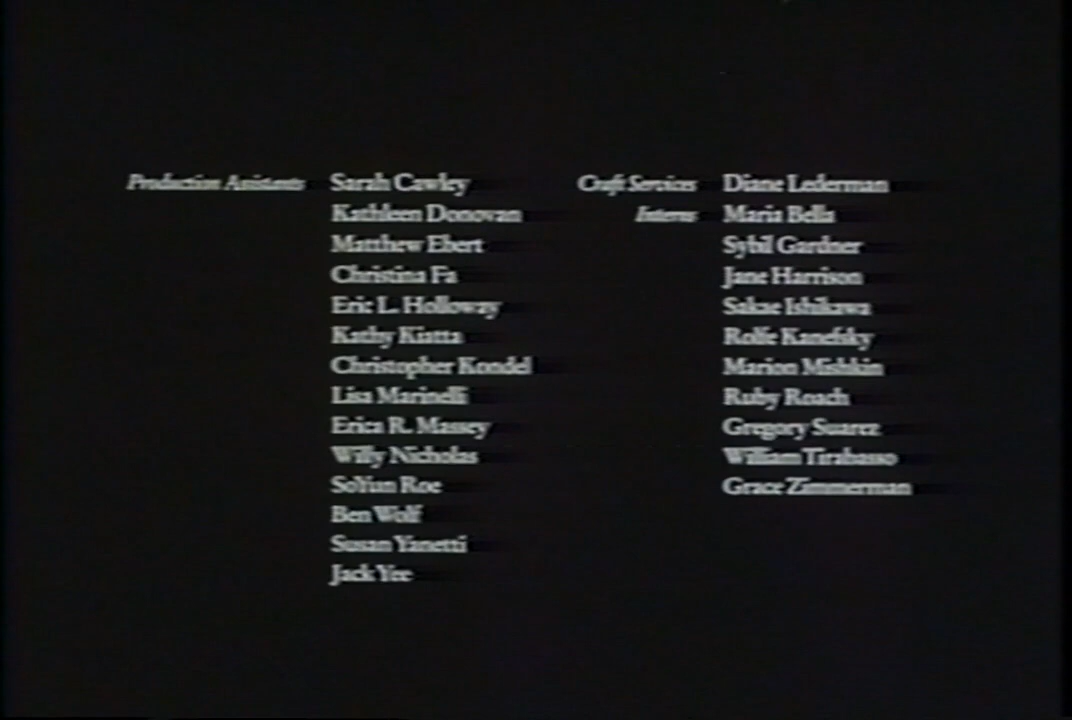 Production Assistants Sarah Cawley
Kathleen Donovan
Matthew Ebert
Christina Fa
Eric L. Holloway
Kathy Kiatta
Christopher Kondel
Lisa Marinelli
Erica R. Massey
Willy Nicholas
SoYun Roe
Ben Wolf
Susan Yanetti
Jack Yee
Craft Services Diane Lederman
Interns Maria Bella
Sybil Gardner
Jane Harrison
Sakae Ishikawa
Rolfe Kanefsky
Marion Mishkin
Ruby Roach
Gregory Suarez
William Tirabasso
Grace Zimmerman